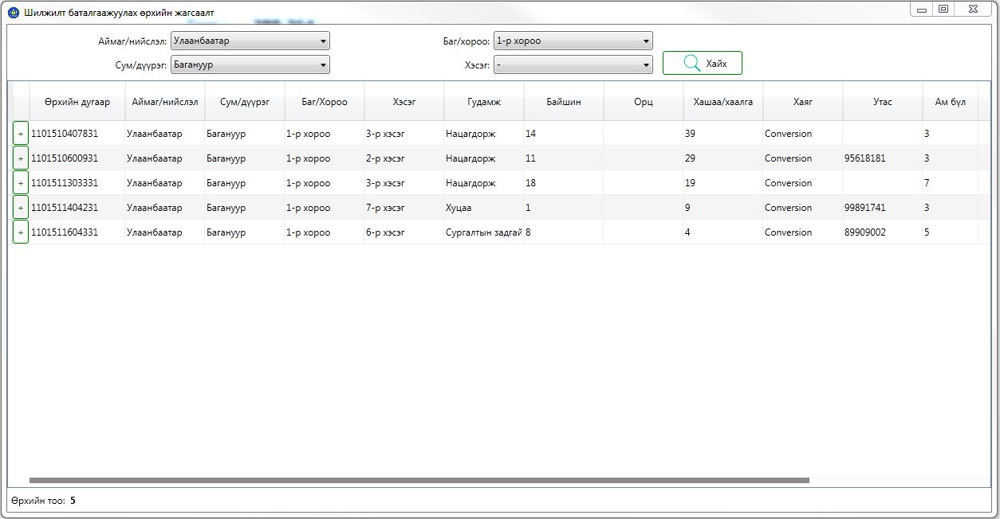 Шилжилт баталгаажуулах өрхийн жагсаалт
Аймаг/нийслэл: Улаанбаатар Баг/хороо: 1-р хороо
Сум/дүүрэг: Багануур Хэсэг: - Хайх
Өрхийн дугаар Аймаг/нийслэл Сум/дүүрэг Баг/Хороо Хэсэг Гудамж Байшин Орц Хашаа/хаалга Хаяг Утас Ам бүл
+ 1101510407831 Улаанбаатар Багануур 1-р хороо 3-р хэсэг Нацагдорж 14 39 Conversion 3
+ 1101510600931 Улаанбаатар Багануур 1-р хороо 2-р хэсэг Нацагдорж 11 29 Conversion 95618181 3
+ 1101511303331 Улаанбаатар Багануур 1-р хороо 3-р хэсэг Нацагдорж 18 19 Conversion 7
+ 1101511404231 Улаанбаатар Багануур 1-р хороо 7-р хэсэг Хуцаа 1 9 Conversion 99891741 3
+ 1101511604331 Улаанбаатар Багануур 1-р хороо 6-р хэсэг Сургалтын задгай 8 4 Conversion 89909002 5
Өрхийн тоо: 5